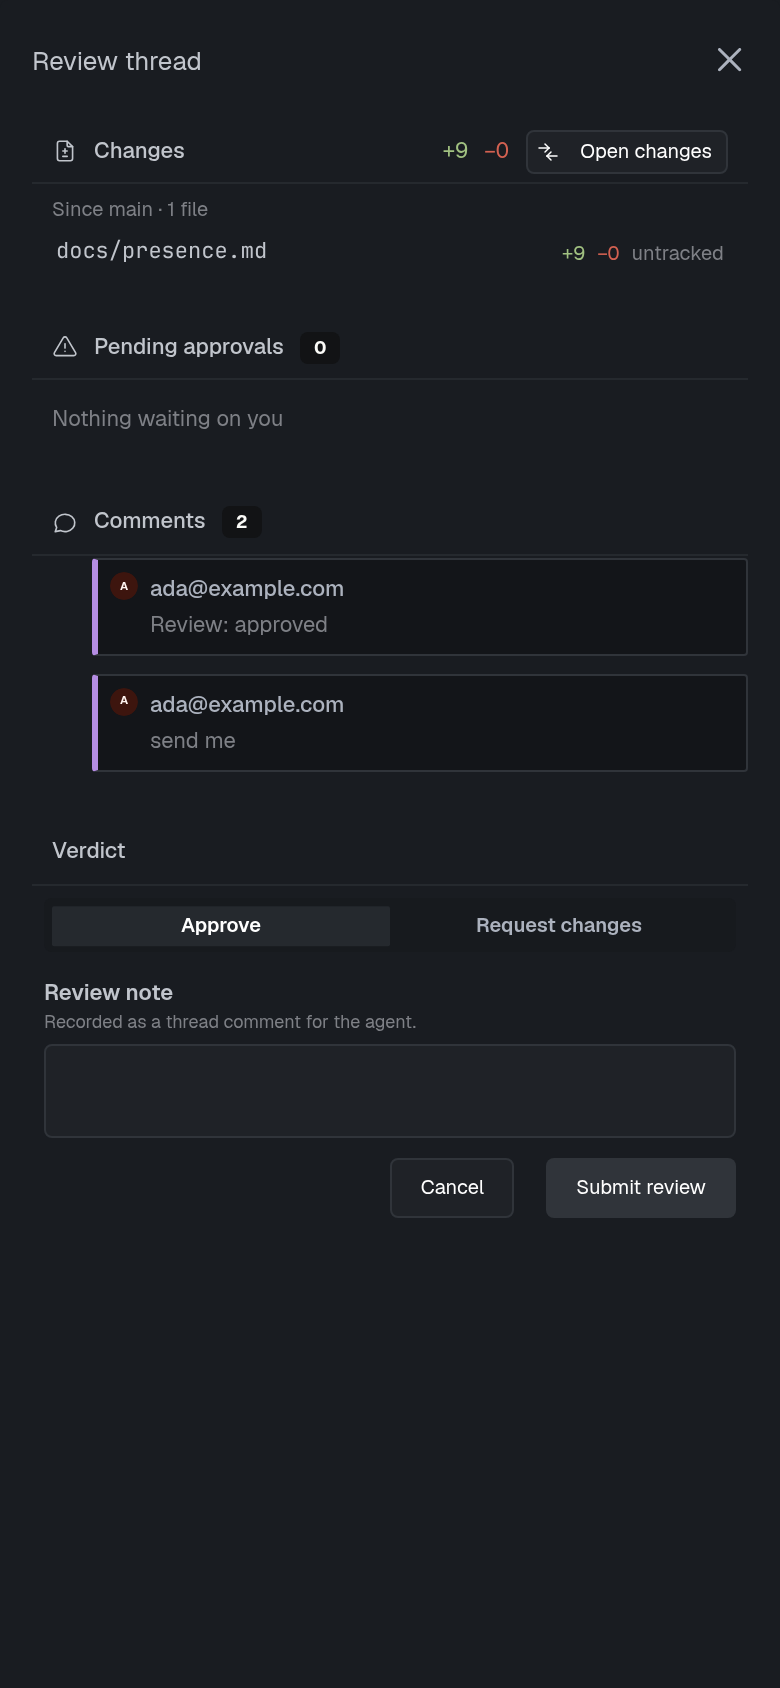 Review thread
Changes +9 −0 Open changes
Since main · 1 file
docs/presence.md +9 −0 untracked
Pending approvals 0
Nothing waiting on you
Comments 2
A ada@example.com
Review: approved
A ada@example.com
send me
Verdict
Approve Request changes
Review note
Recorded as a thread comment for the agent.
Cancel Submit review